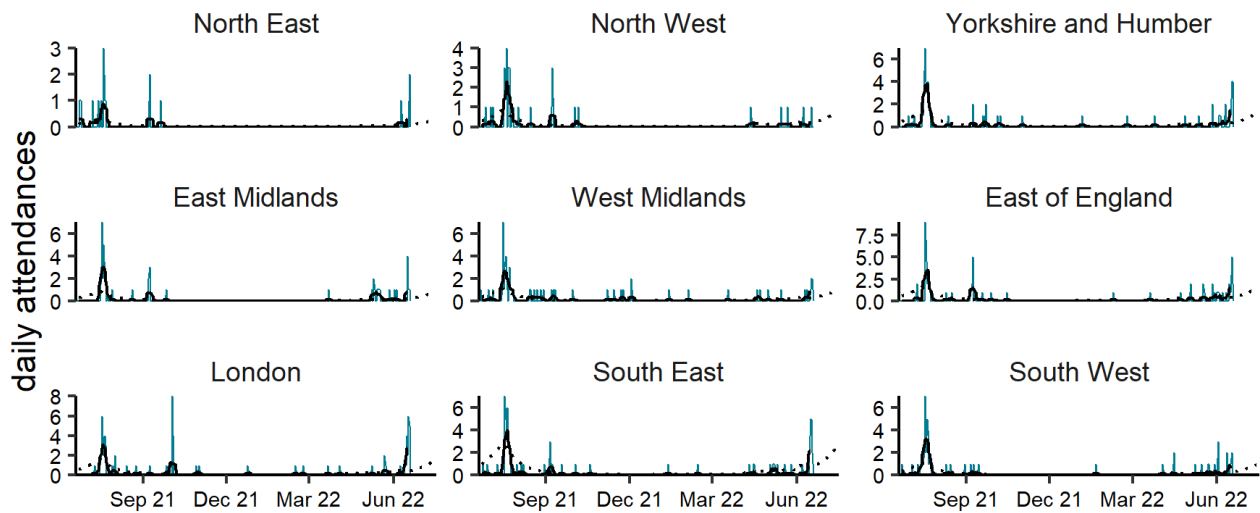 North East
North West
Yorkshire and Humber
3
2
1
0
4
3
2
1
0
6
4
2
0
daily attendances
East Midlands
West Midlands
East of England
6
4
2
0
6
4
2
0
7.5
5.0
2.5
0.0
London
South East
South West
8
6
4
2
0
6
4
2
0
6
4
2
0
Sep 21 Dec 21 Mar 22 Jun 22
Sep 21 Dec 21 Mar 22 Jun 22
Sep 21 Dec 21 Mar 22 Jun 22